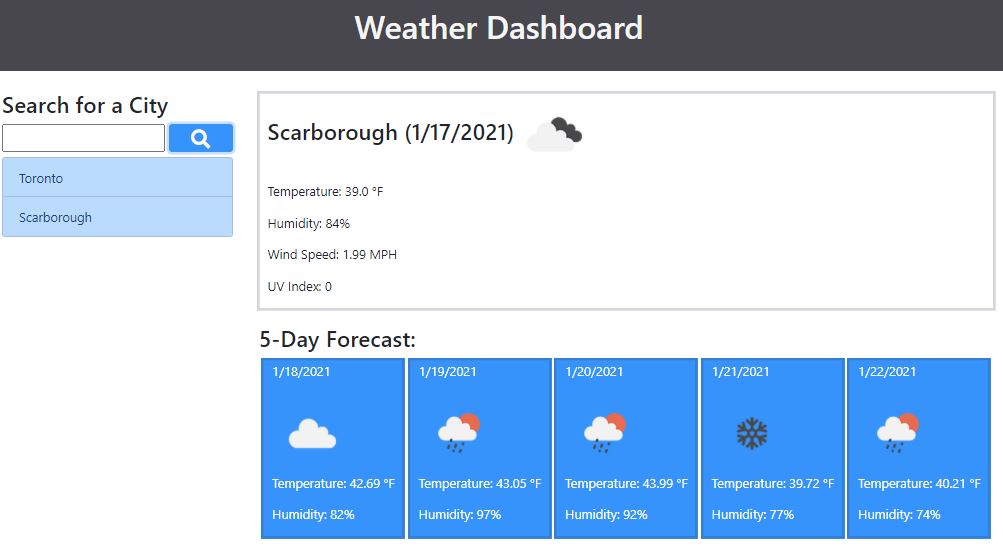 Weather Dashboard
Search for a City
Toronto
Scarborough
Scarborough (1/17/2021)
Temperature: 39.0 °F
Humidity: 84%
Wind Speed: 1.99 MPH
UV Index: 0
5-Day Forecast:
1/18/2021
Temperature: 42.69 °F
Humidity: 82%
1/19/2021
Temperature: 43.05 °F
Humidity: 97%
1/20/2021
Temperature: 43.99 °F
Humidity: 92%
1/21/2021
Temperature: 39.72 °F
Humidity: 77%
1/22/2021
Temperature: 40.21 °F
Humidity: 74%